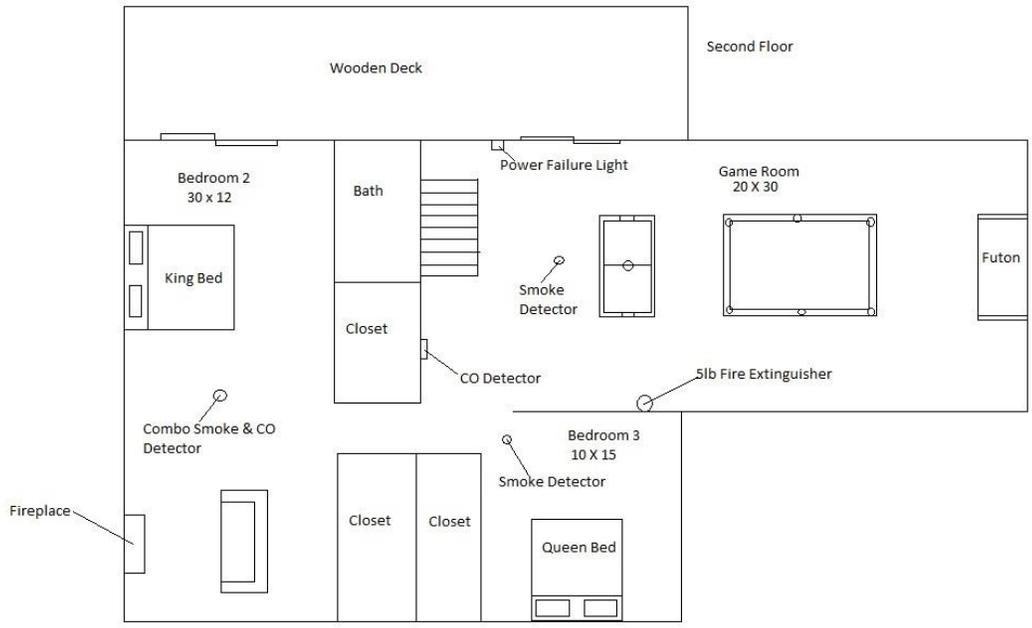 Second Floor
Wooden Deck
Power Failure Light
Bedroom 2
30 x 12
Bath
Game Room
20 X 30
King Bed
Futon
Smoke
Detector
Closet
CO Detector
5lb Fire Extinguisher
Combo Smoke & CO
Detector
Bedroom 3
10 X 15
Smoke Detector
Fireplace
Closet
Closet
Queen Bed